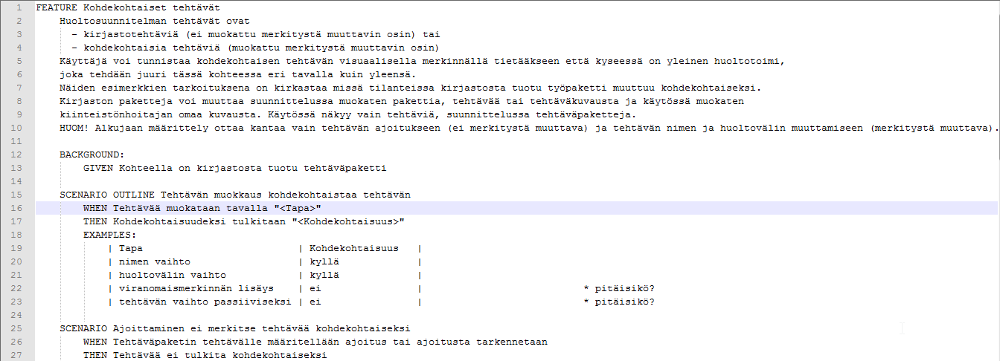 1 FEATURE Kohdekohtaiset tehtävät
2 Huoltosuunnitelman tehtävät ovat
3 - kirjastotehtäviä (ei muokattu merkitystä muuttavin osin) tai
4 - kohdekohtaisia tehtäviä (muokattu merkitystä muuttavin osin)
5 Käyttäjä voi tunnistaa kohdekohtaisen tehtävän visuaalisella merkinnällä tietääkseen että kyseessä on yleinen huoltotoimi,
6 joka tehdään juuri tässä kohteessa eri tavalla kuin yleensä.
7 Näiden esimerkkien tarkoituksena on kirkastaa missä tilanteissa kirjastosta tuotu työpaketti muuttuu kohdekohtaiseksi.
8 Kirjaston paketteja voi muuttaa suunnittelussa muokaten pakettia, tehtävää tai tehtäväkuvausta ja käytössä muokaten
9 kiinteistönhoitajan omaa kuvausta. Käytössä näkyy vain tehtäviä, suunnittelussa tehtäväpaketteja.
10 HUOM! Alkujaan määrittely ottaa kantaa vain tehtävän ajoitukseen (ei merkitystä muuttava) ja tehtävän nimen ja huoltovälin muuttamiseen (merkitystä muuttava).
11
12 BACKGROUND:
13 GIVEN Kohteella on kirjastosta tuotu tehtäväpaketti
14
15 SCENARIO OUTLINE Tehtävän muokkaus kohdekohtaistaa tehtävän
16 WHEN Tehtävää muokataan tavalla "<Tapa>"
17 THEN Kohdekohtaisuudeksi tulkitaan "<Kohdekohtaisuus>"
18 EXAMPLES:
19 | Tapa | Kohdekohtaisuus |
20 | nimen vaihto | kyllä |
21 | huoltovälin vaihto | kyllä |
22 | viranomaismerkinnän lisäys | ei | * pitäisikö?
23 | tehtävän vaihto passiiviseksi | ei | * pitäisikö?
24
25 SCENARIO Ajoittaminen ei merkitse tehtävää kohdekohtaiseksi
26 WHEN Tehtäväpaketin tehtävälle määritellään ajoitus tai ajoitusta tarkennetaan
27 THEN Tehtävää ei tulkita kohdekohtaiseksi